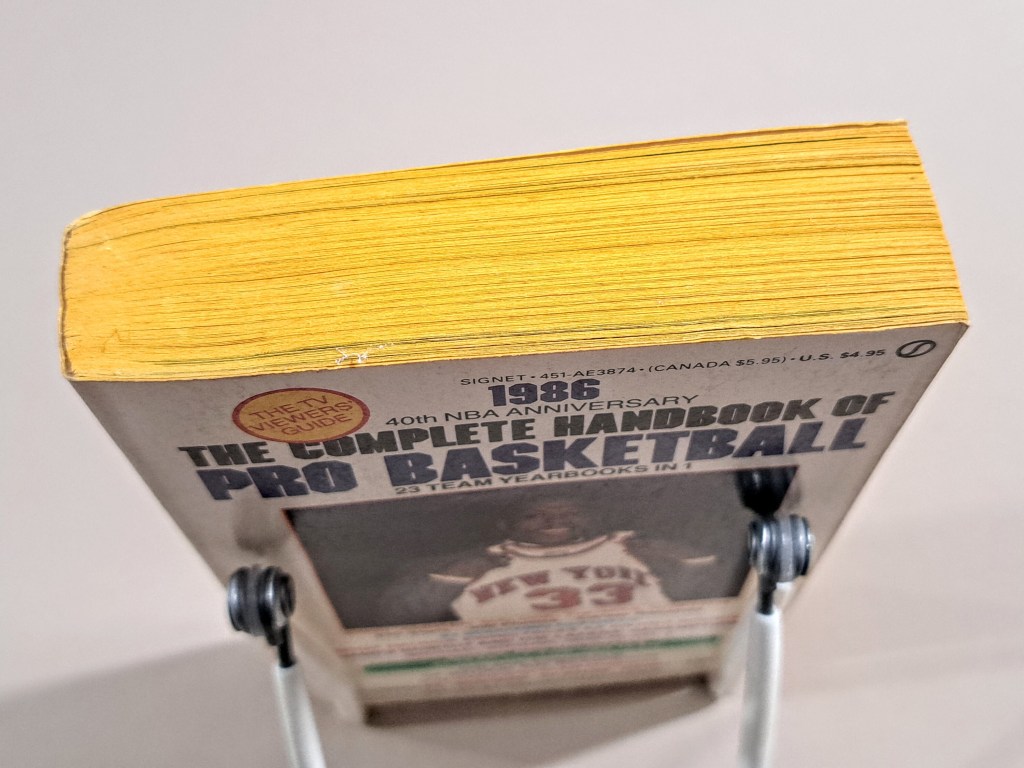 SIGNET • 451-AE3874 • (CANADA $5.95) • U.S. $4.95
1986
THE TV
VIEWERS'
GUIDE
40th NBA ANNIVERSARY
THE COMPLETE HANDBOOK OF
PRO BASKETBALL
23 TEAM YEARBOOKS IN 1
NEW YORK
33